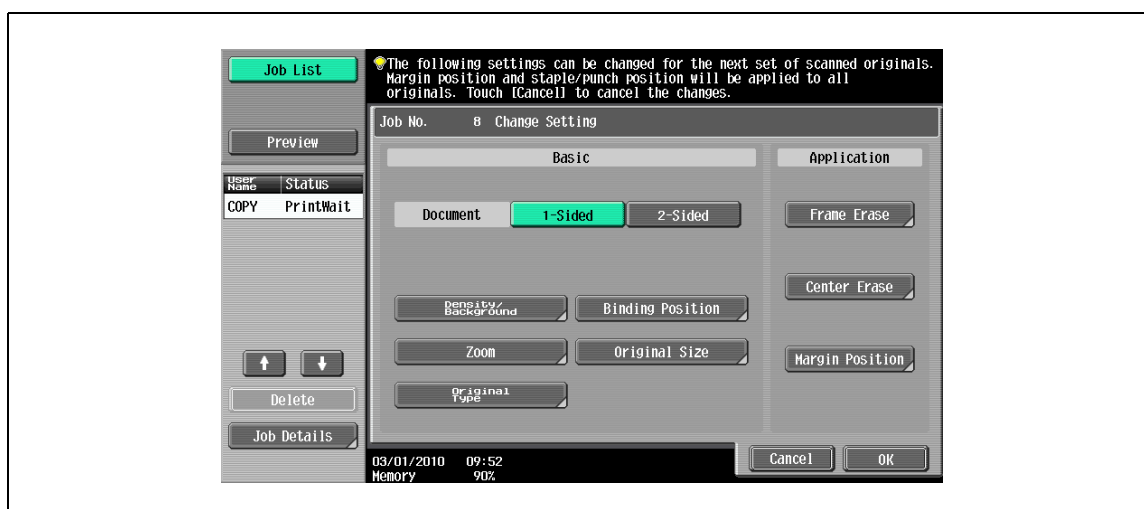 Job List
The following settings can be changed for the next set of scanned originals.
Margin position and staple/punch position will be applied to all
originals. Touch [Cancel] to cancel the changes.
Preview
Job No. 8 Change Setting
Basic
Application
User Name Status
COPY PrintWait
Document 1-Sided 2-Sided
Frame Erase
Center Erase
Density/
Background
Binding Position
Zoom
Original Size
Margin Position
Original
Type
Delete
Job Details
Cancel OK
03/01/2010 09:52
Memory 90%